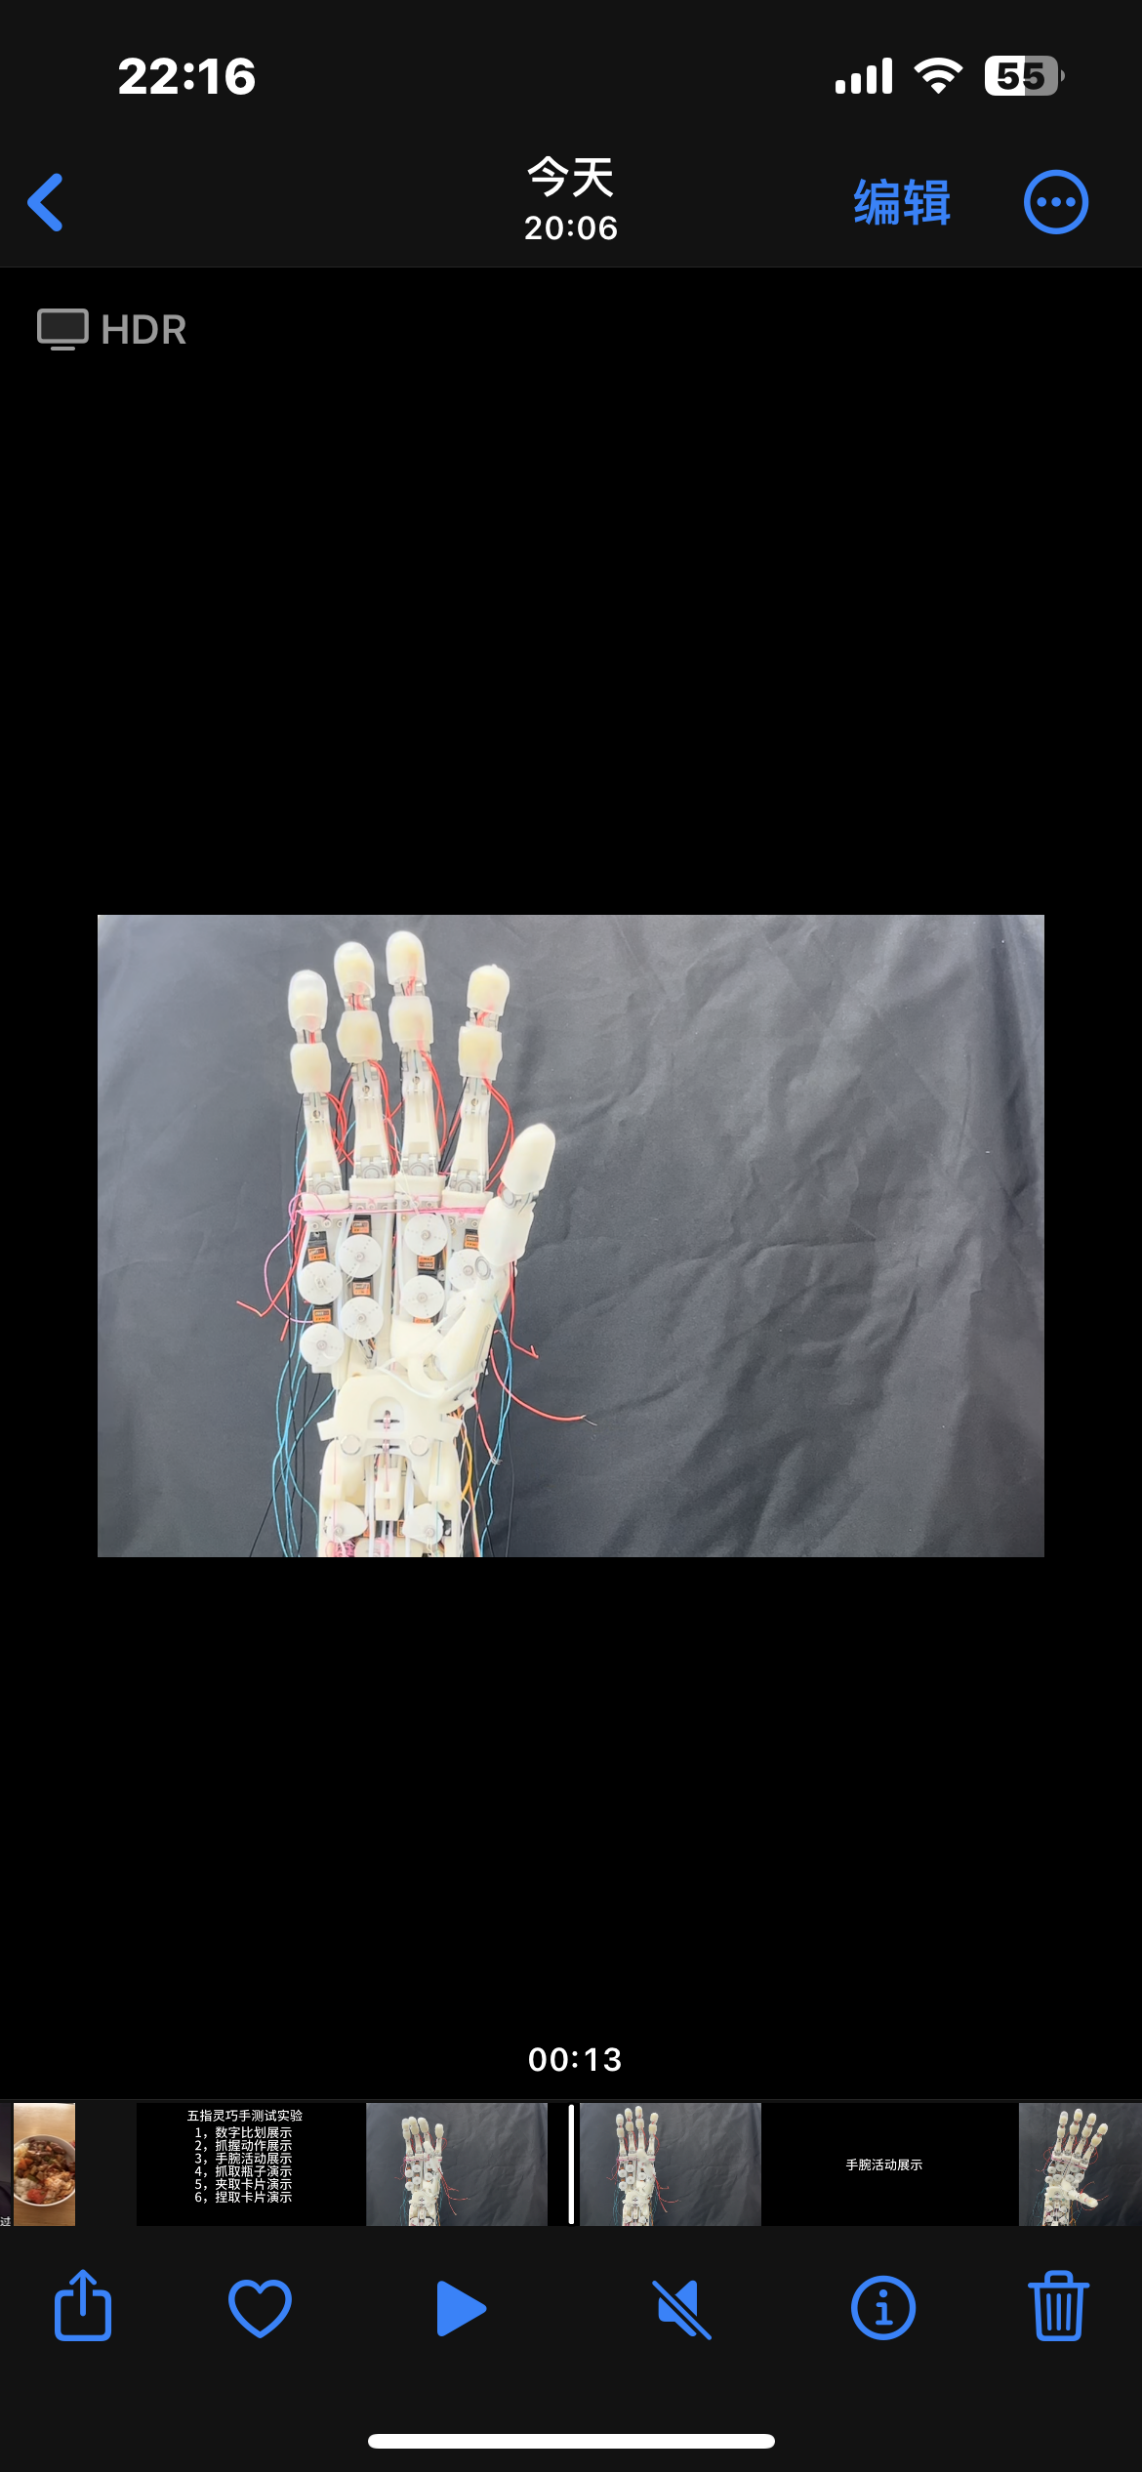 22:16
55
今天
20:06
编辑
HDR
00:13
过
五指灵巧手测试实验
1，数字比划展示
2，抓握动作展示
3，手腕活动展示
4，抓取瓶子演示
5，夹取卡片演示
6，捏取卡片演示
手腕活动展示